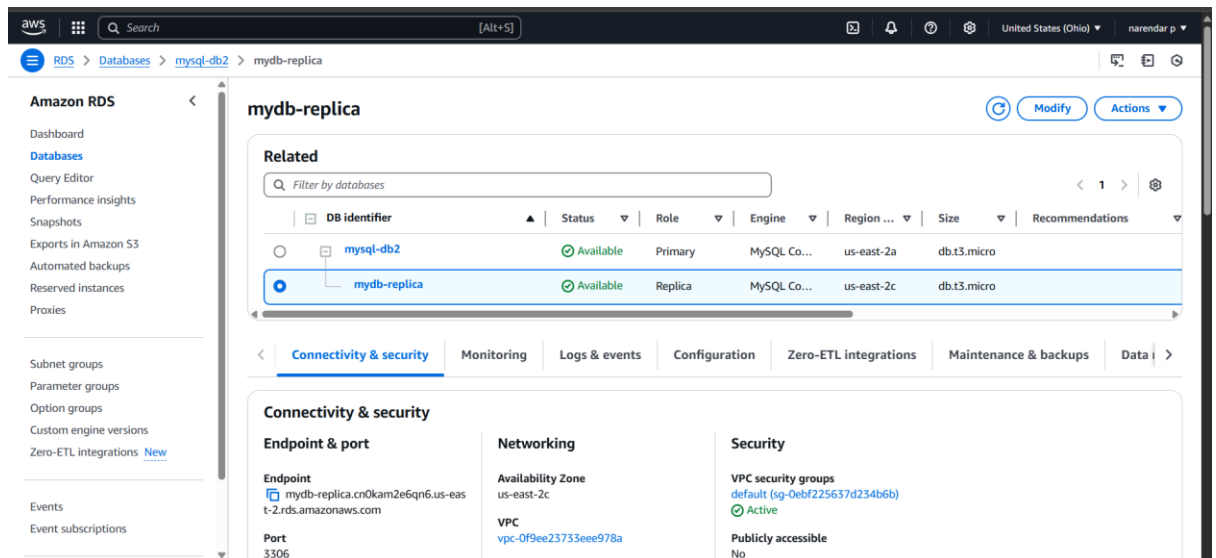 aws Search [Alt+S] United States (Ohio) narendar p
RDS > Databases > mysql-db2 > mydb-replica
Amazon RDS
Dashboard
Databases
Query Editor
Performance insights
Snapshots
Exports in Amazon S3
Automated backups
Reserved instances
Proxies
Subnet groups
Parameter groups
Option groups
Custom engine versions
Zero-ETL integrations New
Events
Event subscriptions
mydb-replica Modify Actions
Related
Filter by databases 1
DB identifier Status Role Engine Region ... Size Recommendations
mysql-db2 Available Primary MySQL Co... us-east-2a db.t3.micro
mydb-replica Available Replica MySQL Co... us-east-2c db.t3.micro
Connectivity & security Monitoring Logs & events Configuration Zero-ETL integrations Maintenance & backups Data
Connectivity & security
Endpoint & port
Endpoint
mydb-replica.cn0kam2e6qn6.us-eas
t-2.rds.amazonaws.com
Port
3306
Networking
Availability Zone
us-east-2c
VPC
vpc-0f9ee23733eee978a
Security
VPC security groups
default (sg-0ebf225637d234b6b)
Active
Publicly accessible
No